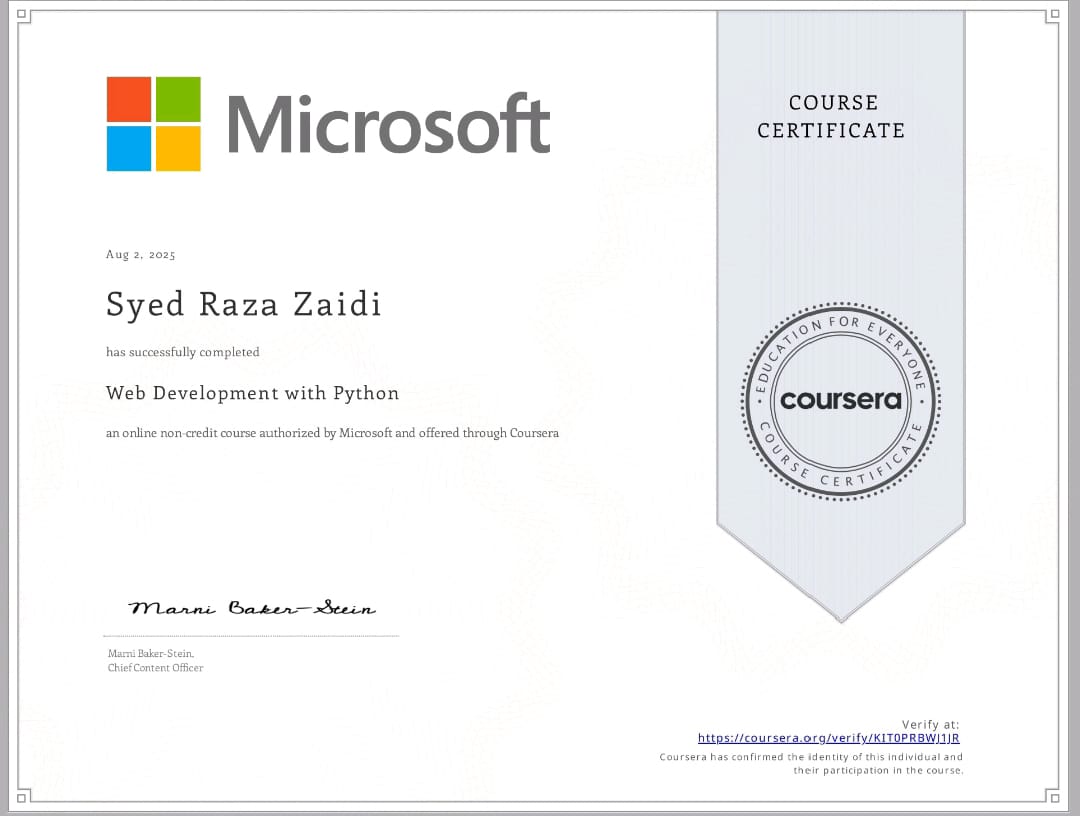 Microsoft
COURSE
CERTIFICATE
Aug 2, 2025
Syed Raza Zaidi
has successfully completed
Web Development with Python
an online non-credit course authorized by Microsoft and offered through Coursera
EDUCATION FOR EVERYONE
coursera
COURSE CERTIFICATE
Marni Baker-Stein
Marni Baker-Stein,
Chief Content Officer
Verify at:
https://coursera.org/verify/KIT0PRBWJ1JR
Coursera has confirmed the identity of this individual and
their participation in the course.